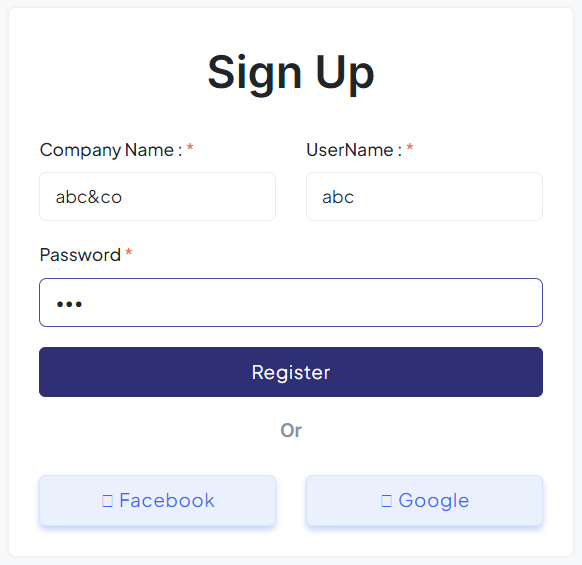 Sign Up
Company Name : * UserName : *
abc&co abc
Password *
•••
Register
Or
Facebook Google